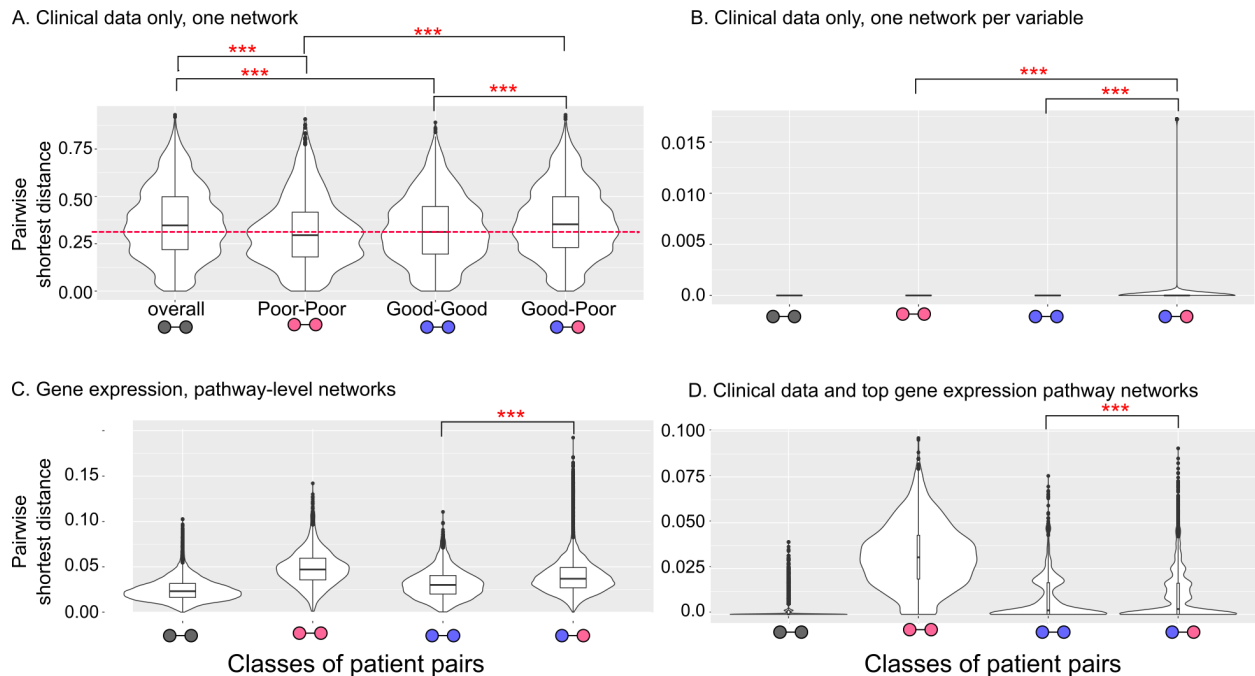 A. Clinical data only, one network
***
***
***
***
Pairwise
shortest distance
0.75
0.50
0.25
0.00
overall
Poor-Poor
Good-Good
Good-Poor
B. Clinical data only, one network per variable
***
***
0.015
0.010
0.005
0.0
C. Gene expression, pathway-level networks
***
Pairwise
shortest distance
0.15
0.10
0.05
0.00
Classes of patient pairs
D. Clinical data and top gene expression pathway networks
***
0.100
0.075
0.050
0.025
0.0
Classes of patient pairs